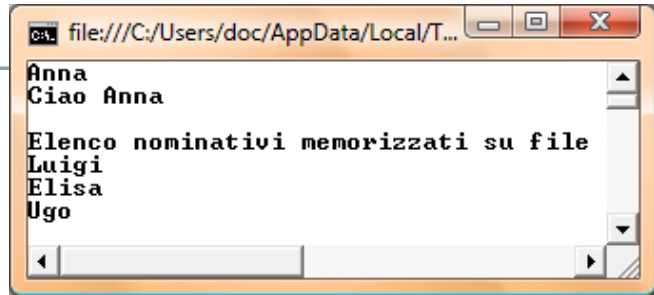 file:///C:/Users/doc/AppData/Local/T...
Anna
Ciao Anna
Elenco nominativi memorizzati su file
Luigi
Elisa
Ugo